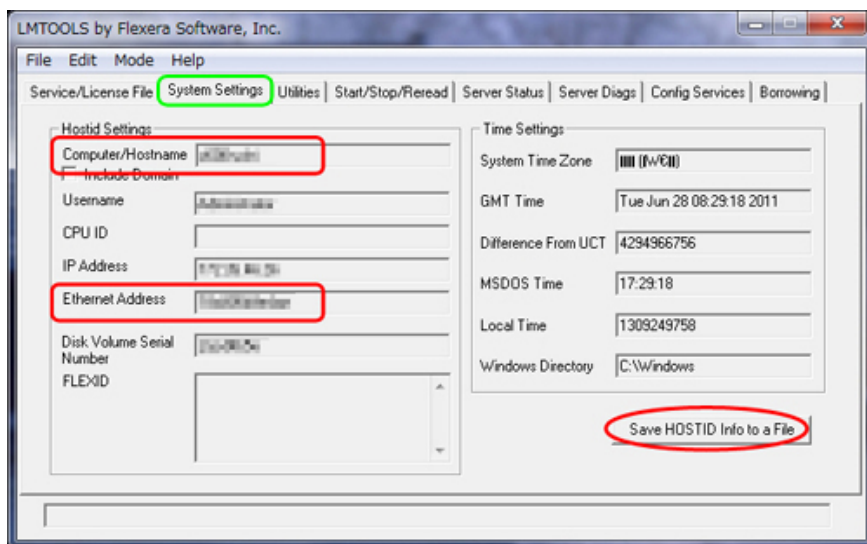 LMTOOLS by Flexera Software, Inc.
File Edit Mode Help
Service/License File System Settings Utilities Start/Stop/Reread Server Status Server Diags Config Services Borrowing
Hostid Settings
Computer/Hostname
Include Domain
Username
CPU ID
IP Address
Ethernet Address
Disk Volume Serial
Number
FLEXID
Time Settings
System Time Zone
GMT Time Tue Jun 28 08:29:18 2011
Difference From UCT 4294966756
MSDOS Time 17:29:18
Local Time 1309249758
Windows Directory C:\Windows
Save HOSTID Info to a File